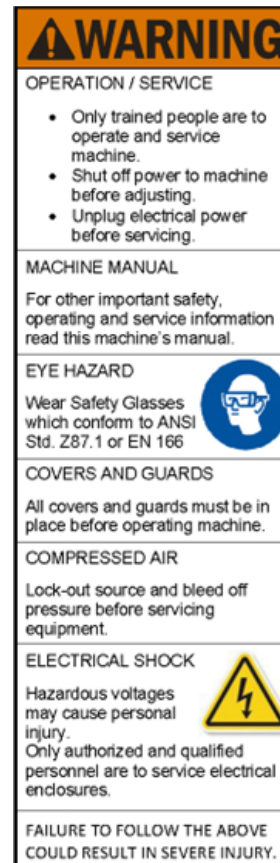 WARNING
OPERATION / SERVICE
• Only trained people are to
operate and service
machine.
• Shut off power to machine
before adjusting.
• Unplug electrical power
before servicing.
MACHINE MANUAL
For other important safety,
operating and service information
read this machine's manual.
EYE HAZARD
Wear Safety Glasses
which conform to ANSI
Std. Z87.1 or EN 166
COVERS AND GUARDS
All covers and guards must be in
place before operating machine.
COMPRESSED AIR
Lock-out source and bleed off
pressure before servicing
equipment.
ELECTRICAL SHOCK
Hazardous voltages
may cause personal
injury.
Only authorized and qualified
personnel are to service electrical
enclosures.
FAILURE TO FOLLOW THE ABOVE
COULD RESULT IN SEVERE INJURY.